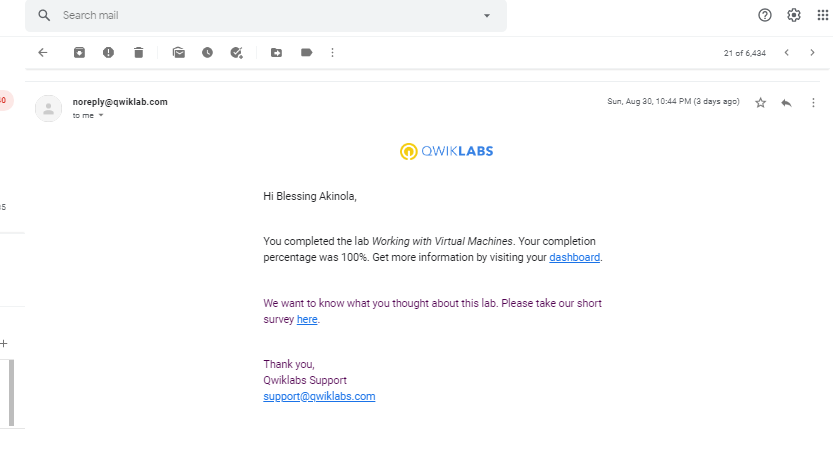 Search mail
21 of 6,434
noreply@qwiklab.com
Sun, Aug 30, 10:44 PM (3 days ago)
to me
QWIKLABS
Hi Blessing Akinola,
You completed the lab Working with Virtual Machines. Your completion
percentage was 100%. Get more information by visiting your dashboard.
We want to know what you thought about this lab. Please take our short
survey here.
Thank you,
Qwiklabs Support
support@qwiklabs.com